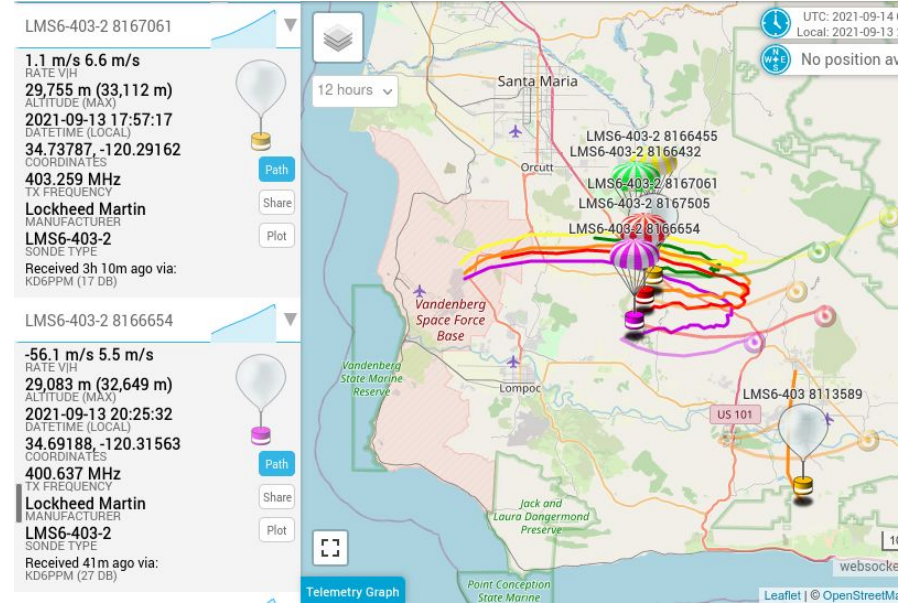 LMS6-403-2 8167061
1.1 m/s 6.6 m/s
RATE V|H
29,755 m (33,112 m)
ALTITUDE (MAX)
2021-09-13 17:57:17
DATETIME (LOCAL)
34.73787, -120.29162
COORDINATES
403.259 MHz
TX FREQUENCY
Lockheed Martin
MANUFACTURER
LMS6-403-2
SONDE TYPE
Received 3h 10m ago via:
KD6PPM (17 DB)
Path
Share
Plot
LMS6-403-2 8166654
-56.1 m/s 5.5 m/s
RATE V|H
29,083 m (32,649 m)
ALTITUDE (MAX)
2021-09-13 20:25:32
DATETIME (LOCAL)
34.69188, -120.31563
COORDINATES
400.637 MHz
TX FREQUENCY
Lockheed Martin
MANUFACTURER
LMS6-403-2
SONDE TYPE
Received 41m ago via:
KD6PPM (27 DB)
Path
Share
Plot
12 hours
UTC: 2021-09-14
Local: 2021-09-13
N
W E
S
No position av
Santa Maria
Orcutt
LMS6-403-2 8166455
LMS6-403-2 8166432
LMS6-403-2 8167061
LMS6-403-2 8167505
LMS6-403-2 8166654
Vandenberg
Space Force
Base
Vandenberg
State Marine
Reserve
Lompoc
US 101
LMS6-403 8113589
Jack and
Laura Dangermond
Preserve
Point Conception
State Marine
10
websocke
Telemetry Graph
Leaflet | © OpenStreetMa